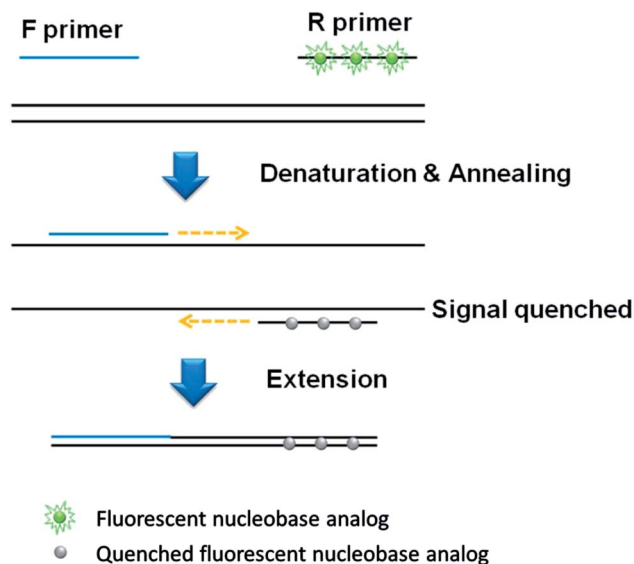 F primer
R primer
Denaturation & Annealing
Signal quenched
Extension
Fluorescent nucleobase analog
Quenched fluorescent nucleobase analog